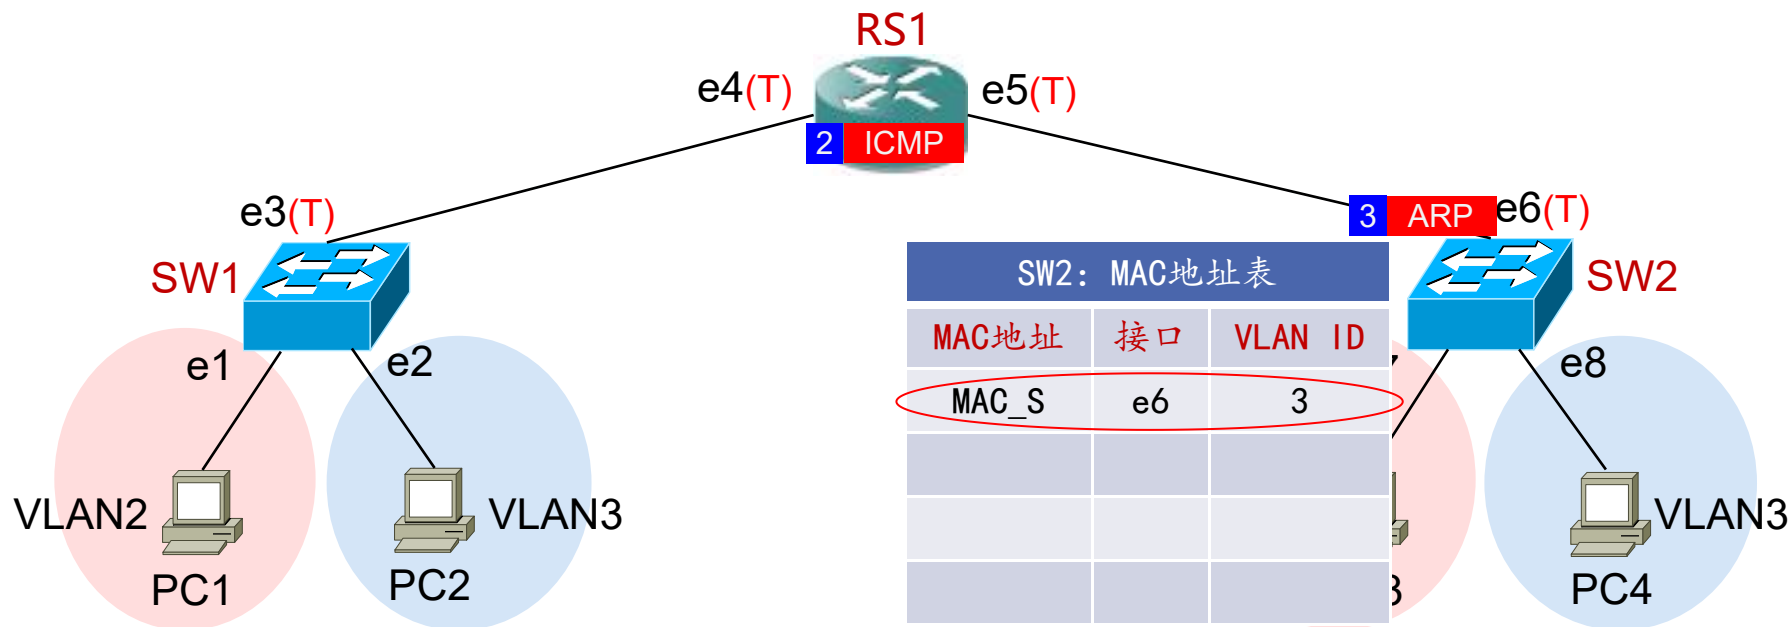 RS1
e4(T)
e5(T)
2 ICMP
e3(T)
3 ARP
e6(T)
SW1
SW2
SW2: MAC地址表
MAC地址 接口 VLAN ID
MAC_S e6 3
e1
e2
e8
VLAN2
VLAN3
VLAN3
PC1
PC2
PC4